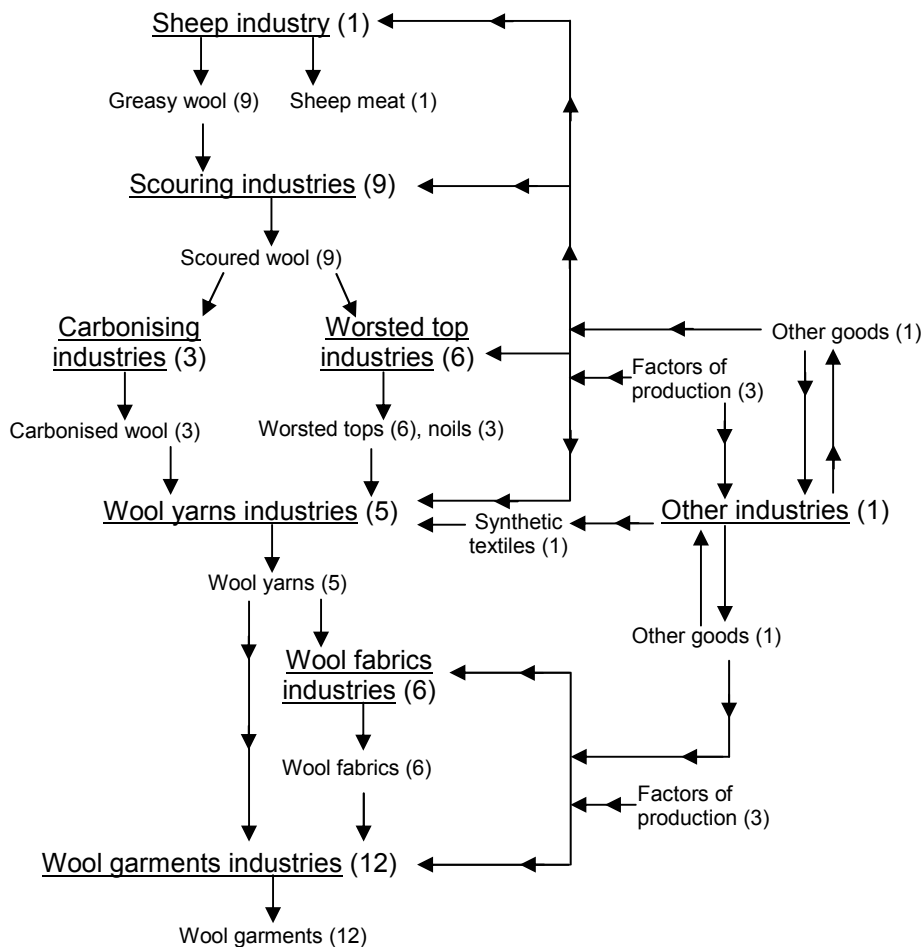 Sheep industry (1)
Greasy wool (9)
Sheep meat (1)
Scouring industries (9)
Scoured wool (9)
Carbonising
industries (3)
Worsted top
industries (6)
Other goods (1)
Factors of
production (3)
Carbonised wool (3)
Worsted tops (6), noils (3)
Wool yarns industries (5)
Synthetic
textiles (1)
Other industries (1)
Wool yarns (5)
Other goods (1)
Wool fabrics
industries (6)
Wool fabrics (6)
Factors of
production (3)
Wool garments industries (12)
Wool garments (12)